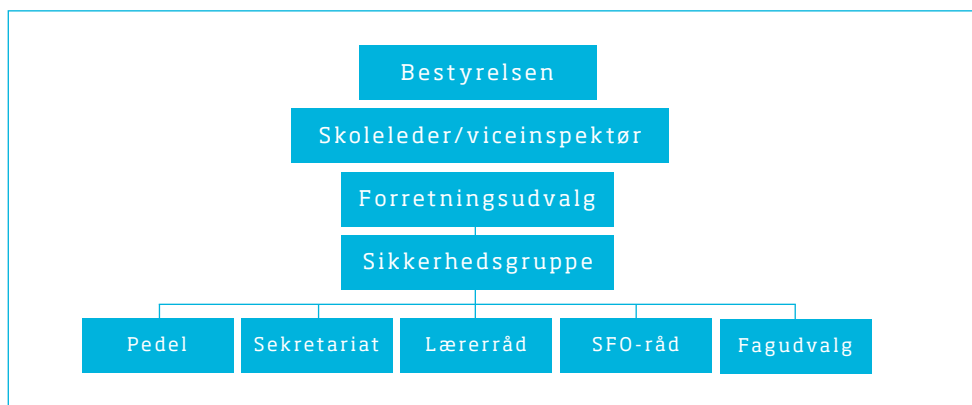 Bestyrelsen
Skoleleder/viceinspektør
Forretningsudvalg
Sikkerhedsgruppe
Pedel
Sekretariat
Lærerråd
SFO-råd
Fagudvalg